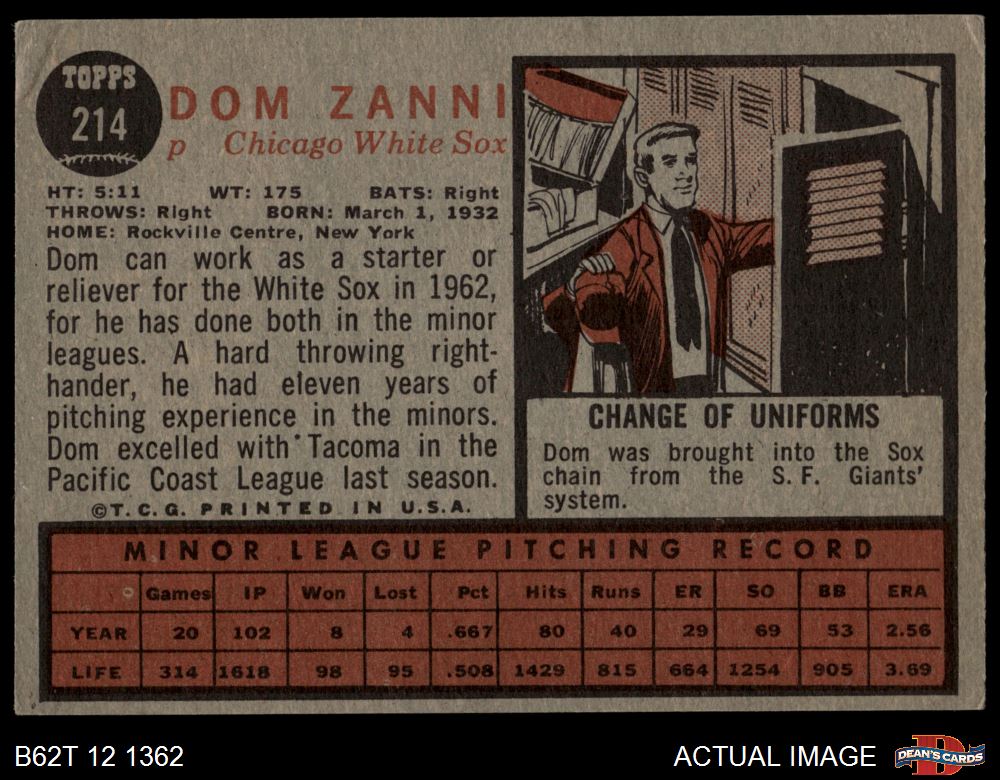 TOPPS
214
DOM ZANNI
p Chicago White Sox
HT: 5:11 WT: 175 BATS: Right
THROWS: Right BORN: March 1, 1932
HOME: Rockville Centre, New York
Dom can work as a starter or
reliever for the White Sox in 1962,
for he has done both in the minor
leagues. A hard throwing right-
hander, he had eleven years of
pitching experience in the minors.
Dom excelled with Tacoma in the
Pacific Coast League last season.
©T.C.G. PRINTED IN U.S.A.
CHANGE OF UNIFORMS
Dom was brought into the Sox
chain from the S.F. Giants'
system.
MINOR LEAGUE PITCHING RECORD
Games IP Won Lost Pct Hits Runs ER SO BB ERA
YEAR 20 102 8 4 .667 80 40 29 69 53 2.56
LIFE 314 1618 98 95 .508 1429 815 664 1254 905 3.69
B62T 12 1362
ACTUAL IMAGE
D
DEAN'S CARDS